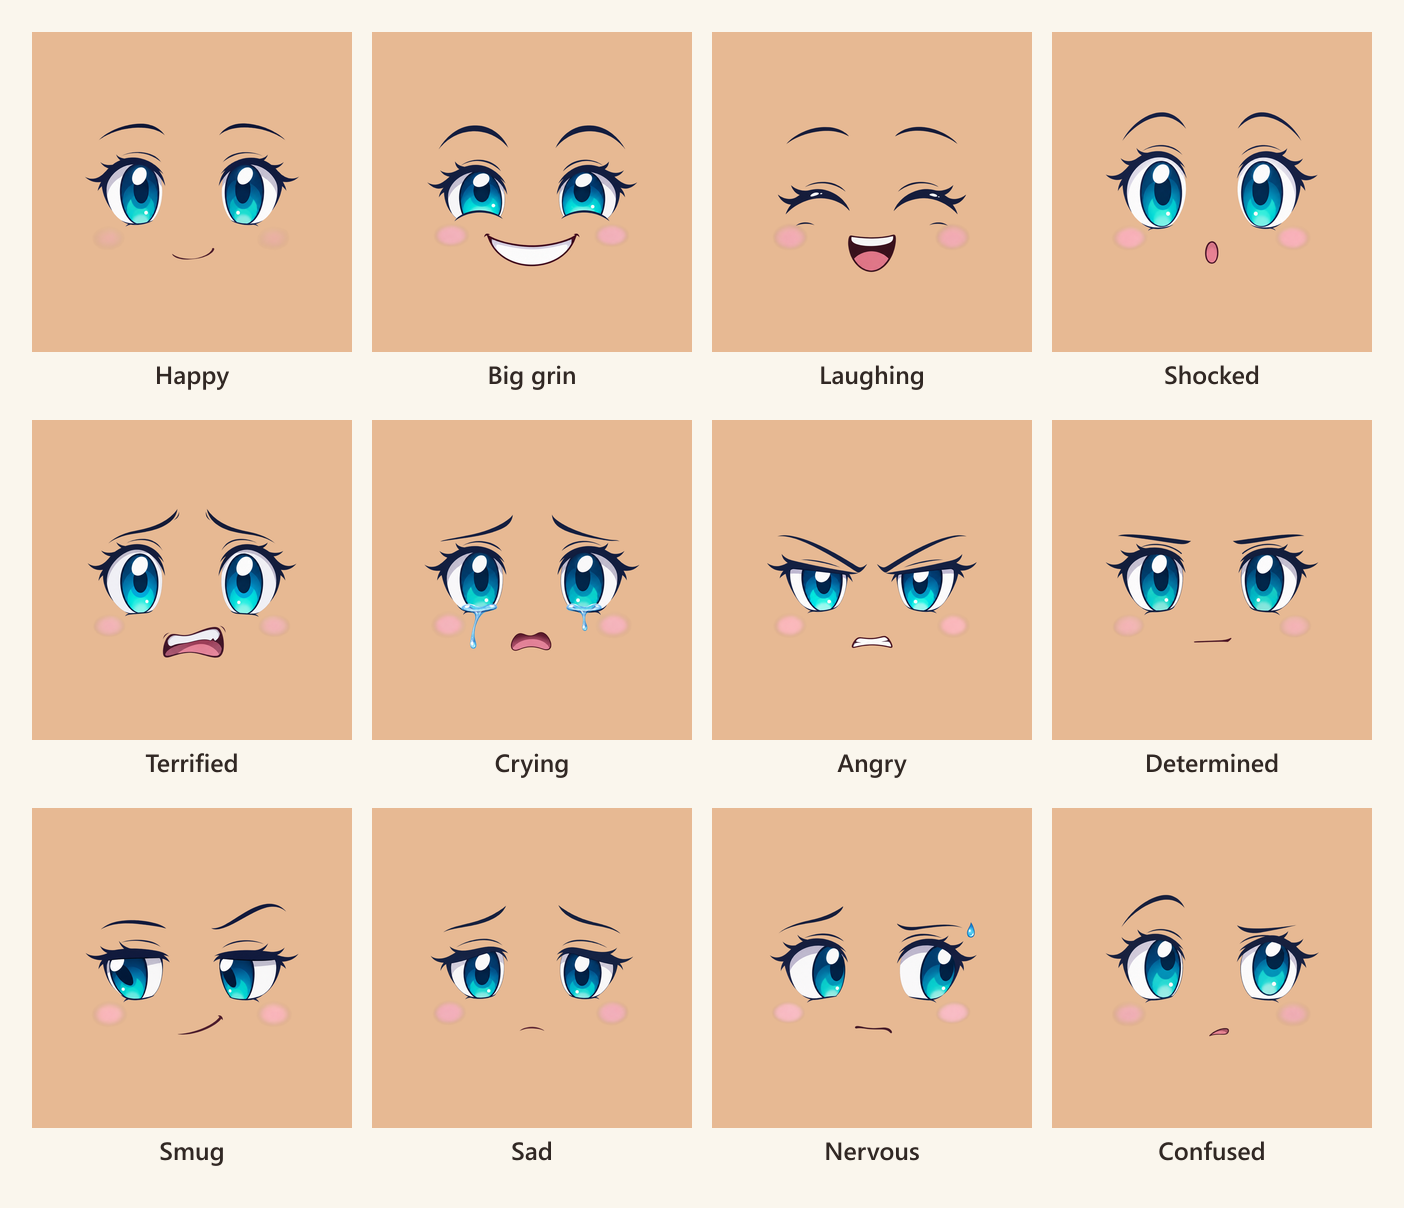 Happy
Big grin
Laughing
Shocked
Terrified
Crying
Angry
Determined
Smug
Sad
Nervous
Confused